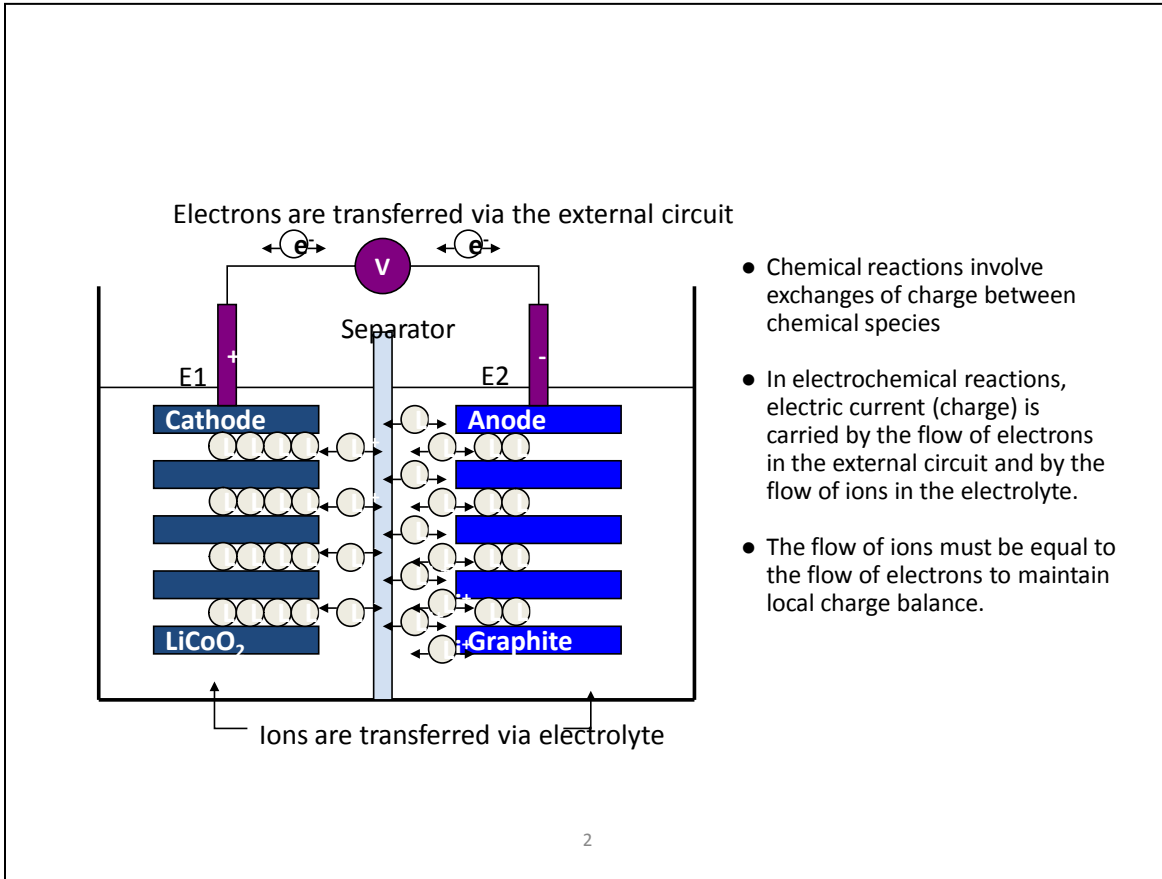 Electrons are transferred via the external circuit
e-
e-
V
Separator
+
-
E1
E2
Cathode
Anode
LiCoO2
i+
i+Graphite
Ions are transferred via electrolyte
● Chemical reactions involve
exchanges of charge between
chemical species
● In electrochemical reactions,
electric current (charge) is
carried by the flow of electrons
in the external circuit and by the
flow of ions in the electrolyte.
● The flow of ions must be equal to
the flow of electrons to maintain
local charge balance.
2